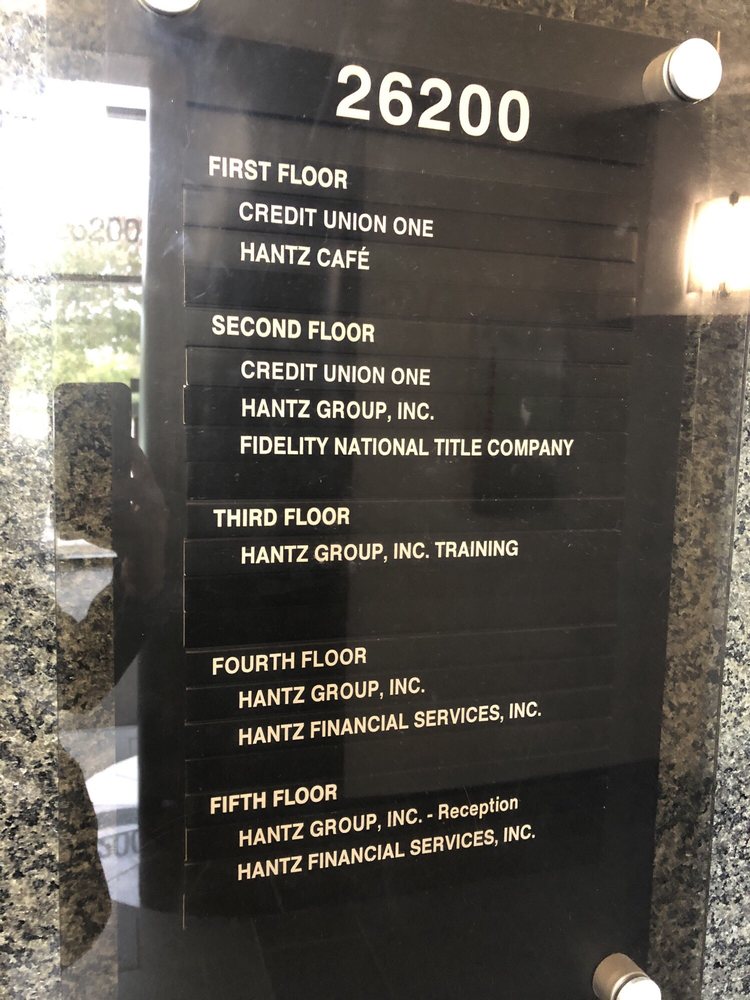 26200
FIRST FLOOR
CREDIT UNION ONE
HANTZ CAFÉ
SECOND FLOOR
CREDIT UNION ONE
HANTZ GROUP, INC.
FIDELITY NATIONAL TITLE COMPANY
THIRD FLOOR
HANTZ GROUP, INC. TRAINING
FOURTH FLOOR
HANTZ GROUP, INC.
HANTZ FINANCIAL SERVICES, INC.
FIFTH FLOOR
HANTZ GROUP, INC. - Reception
HANTZ FINANCIAL SERVICES, INC.